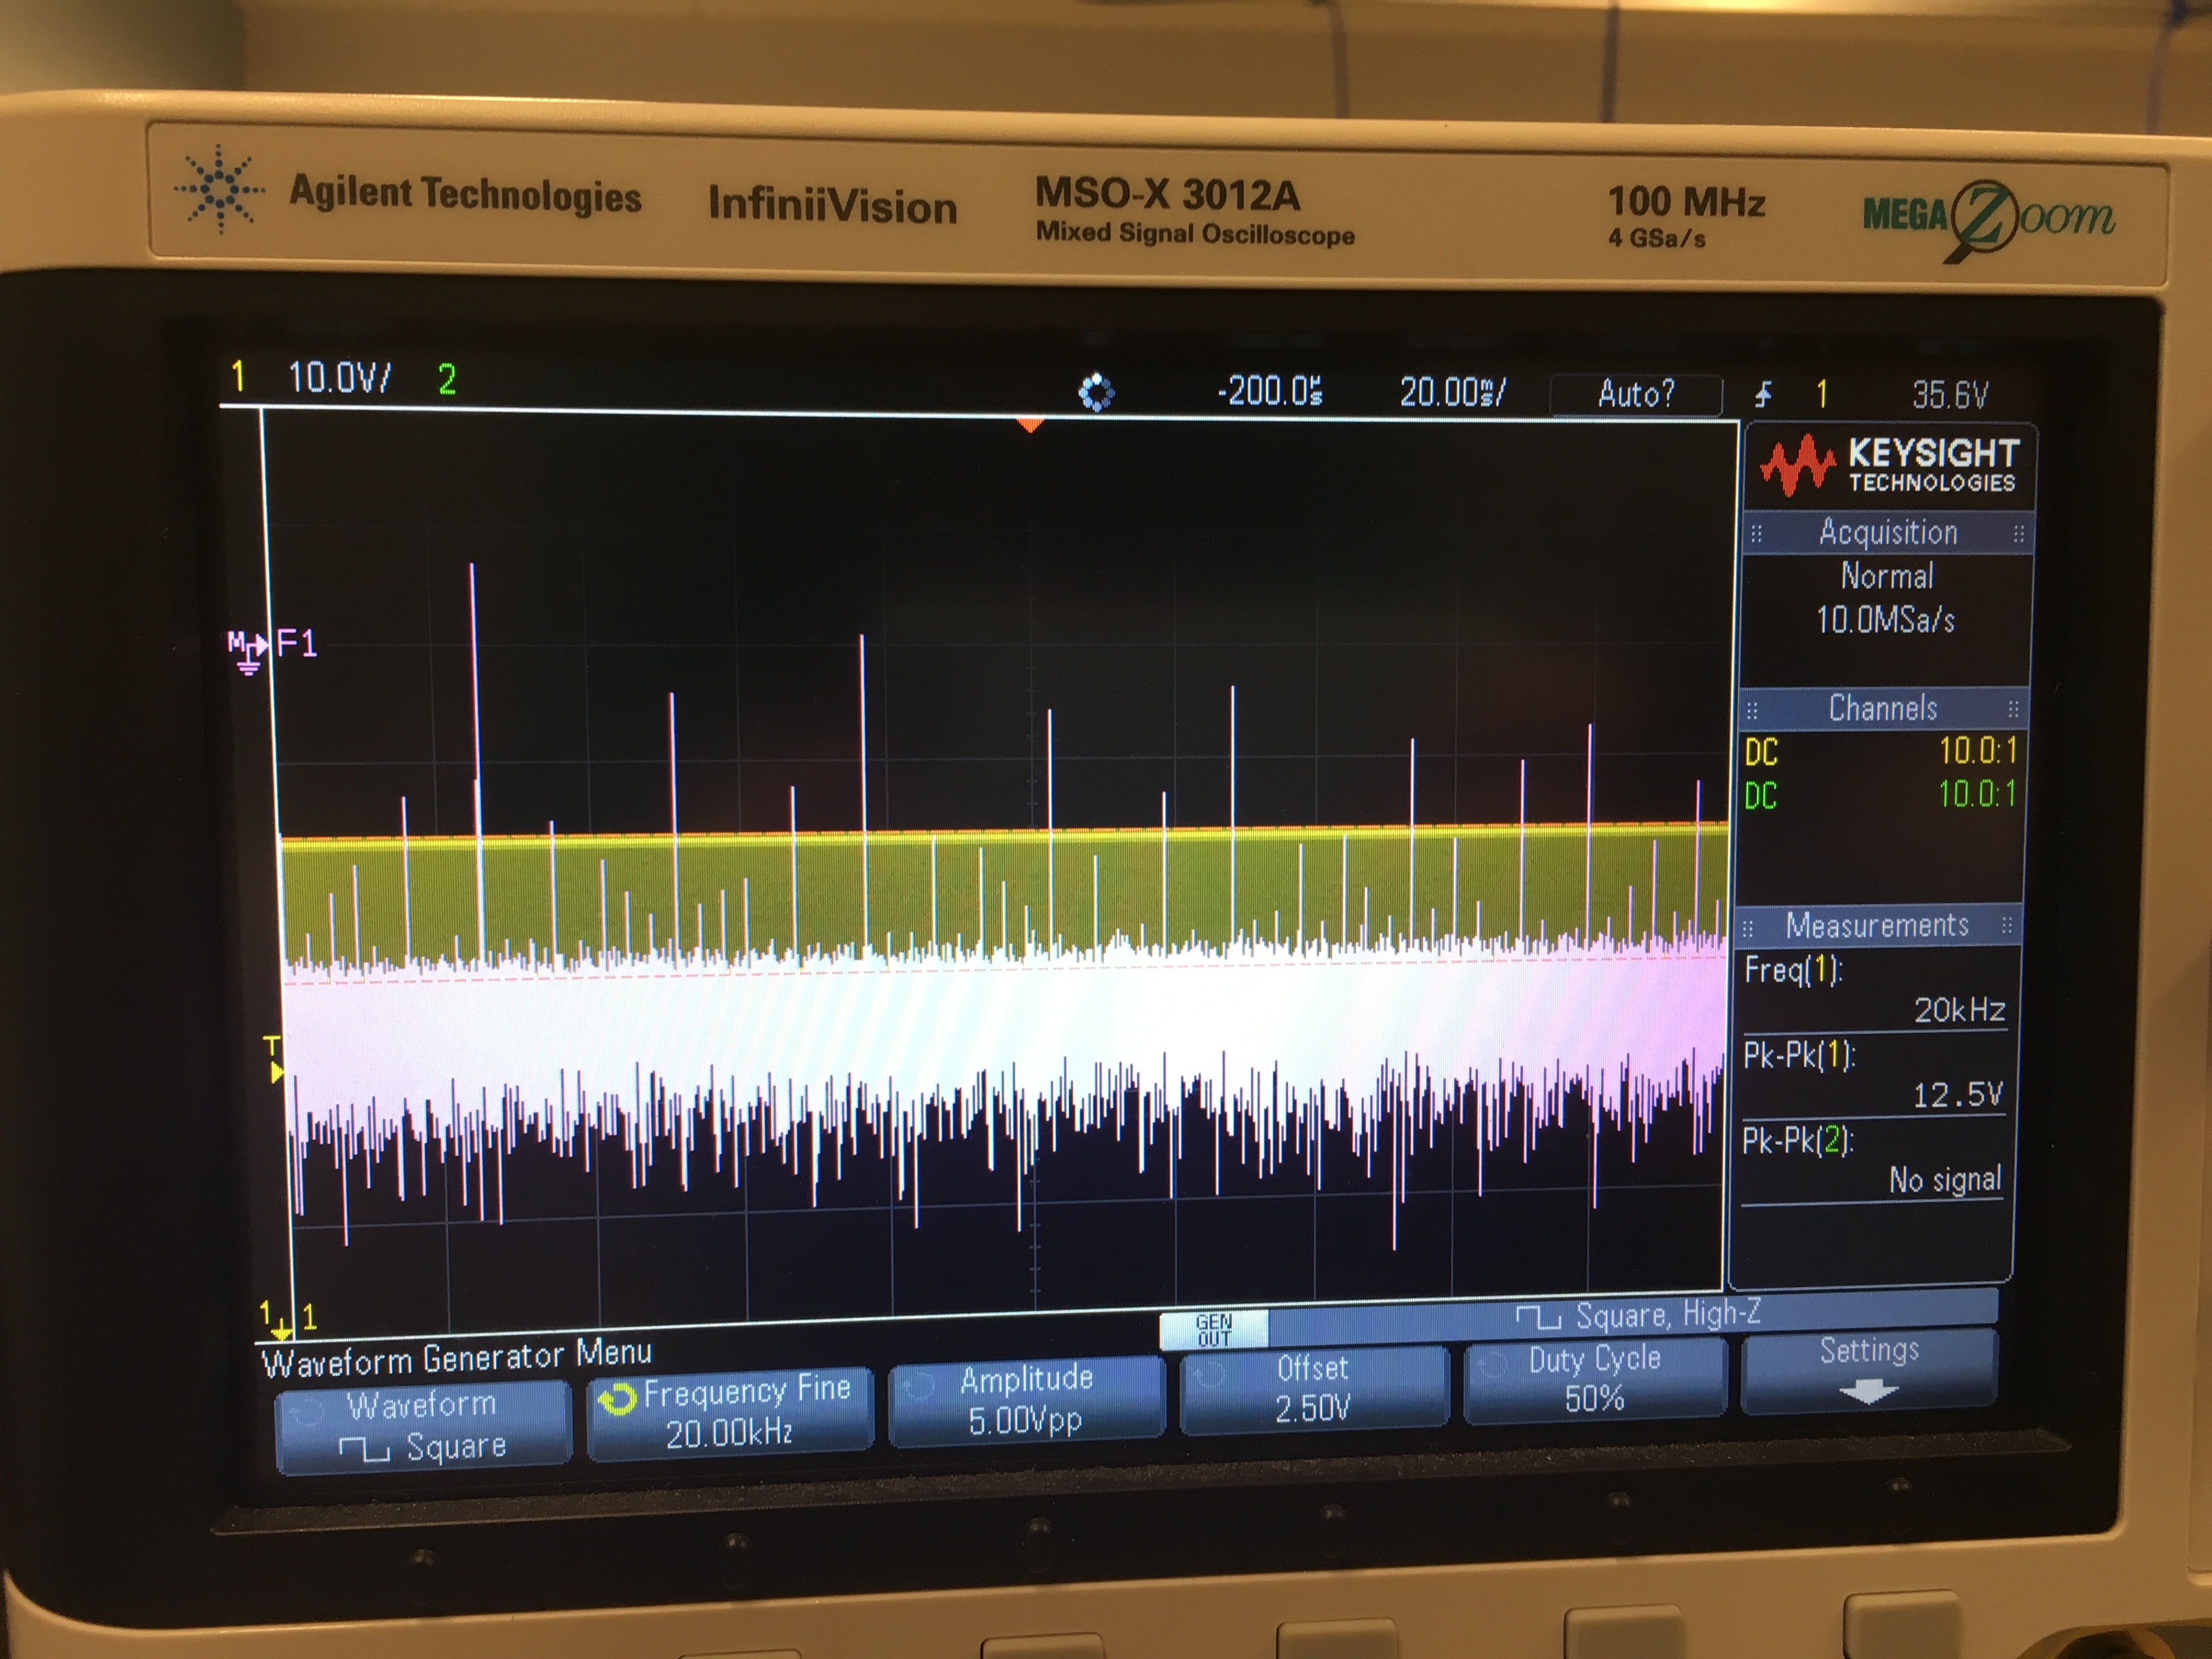 Agilent Technologies InfiniiVision MSO-X 3012A 100 MHz MEGA Zoom
Mixed Signal Oscilloscope 4 GSa/s
1 10.0V/ 2 -200.0µs 20.00ms/ Auto? 1 35.6V
KEYSIGHT
TECHNOLOGIES
Acquisition
Normal
10.0MSa/s
M F1
Channels
DC 10.0:1
DC 10.0:1
Measurements
Freq(1):
20kHz
T
Pk-Pk(1):
12.5V
Pk-Pk(2):
No signal
1 1
GEN
OUT
Square, High-Z
Waveform Generator Menu
Waveform
Square
Frequency Fine
20.00kHz
Amplitude
5.00Vpp
Offset
2.50V
Duty Cycle
50%
Settings